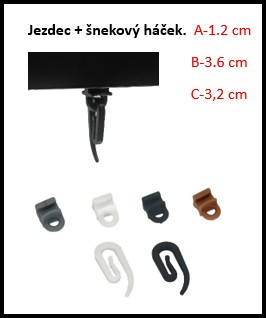 Jezdec + šnekový háček. A-1.2 cm
B-3.6 cm
C-3,2 cm